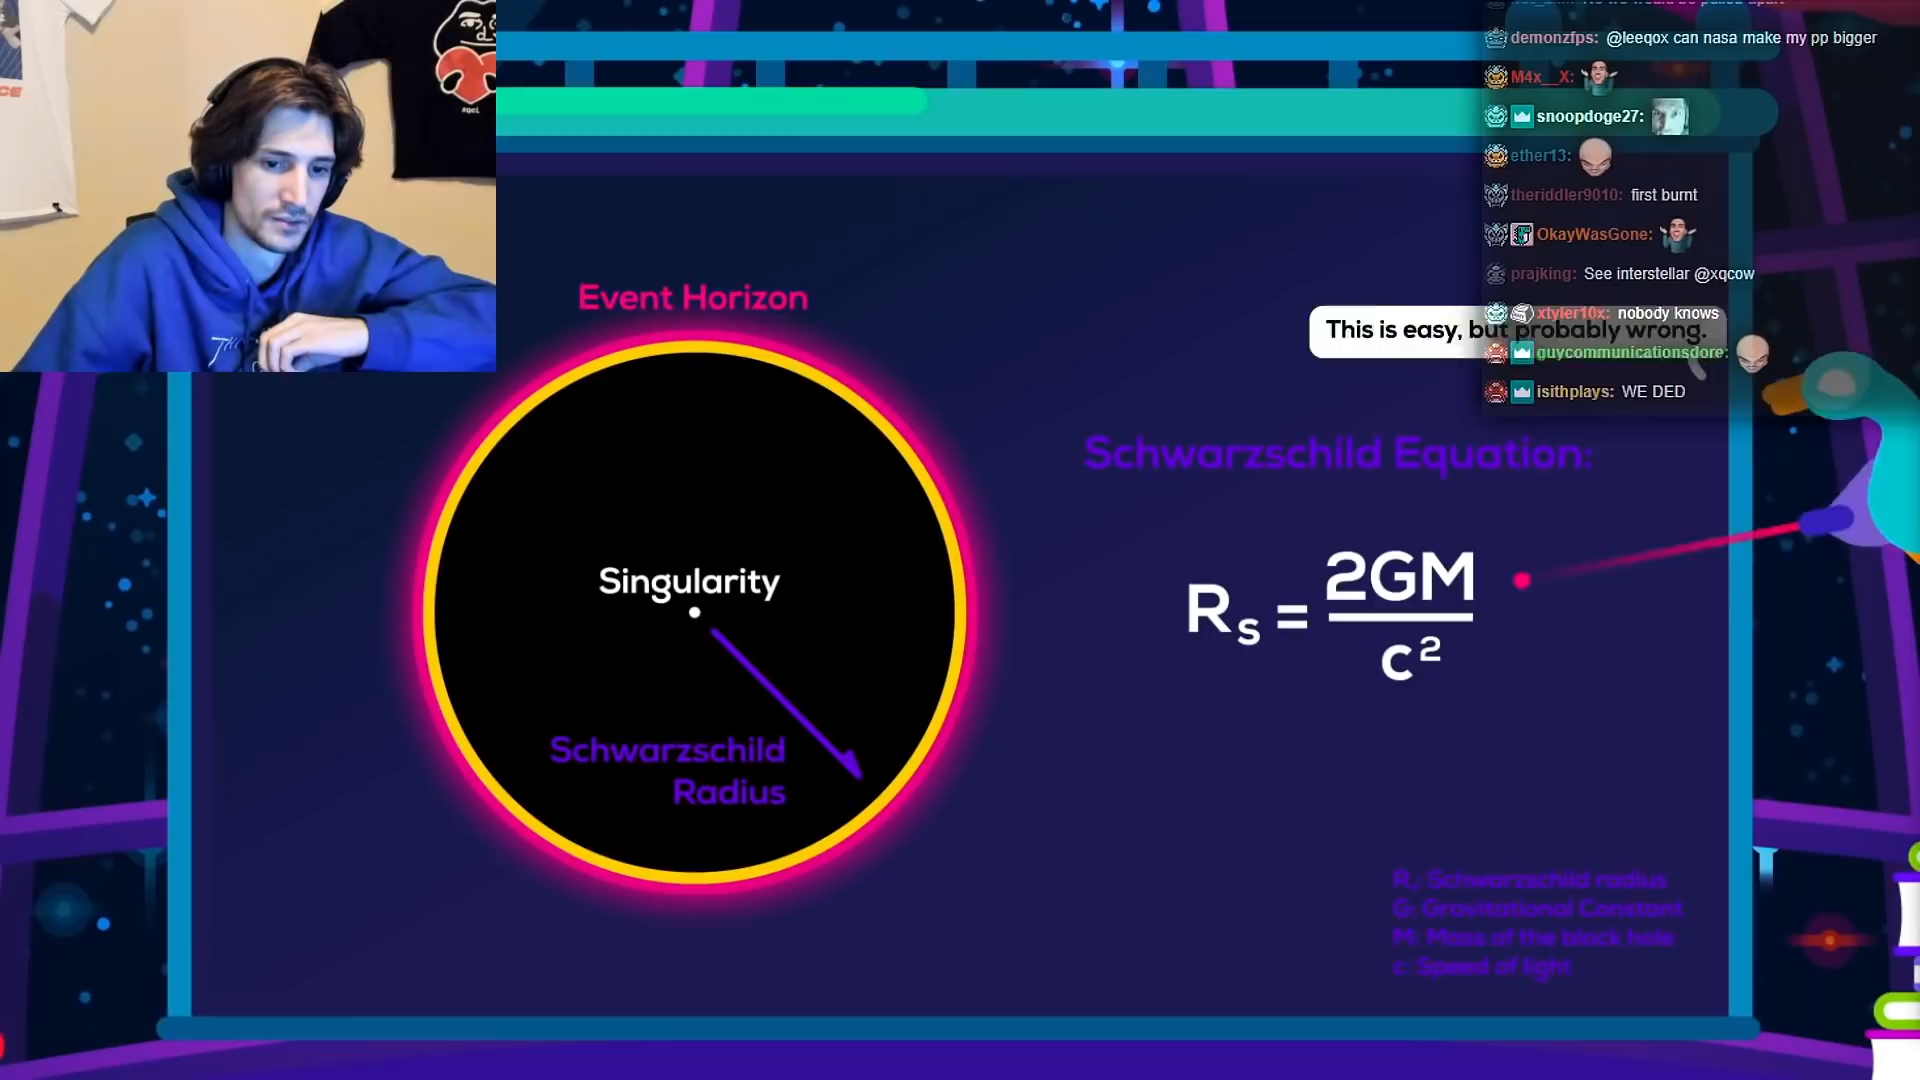 demonzfps: @leeqox can nasa make my pp bigger
M4x__X:
snoopdoge27:
ether13:
theriddler9010: first burnt
OkayWasGone:
prajking: See interstellar @xqcow
xtyler10x: nobody knows
This is easy, but probably wrong.
guycommunicationsdore:
isithplays: WE DED
Event Horizon
Singularity
Schwarzschild
Radius
Schwarzschild Equation:
Rs = 2GM
c²
Rs: Schwarzschild radius
G: Gravitational Constant
M: Mass of the black hole
c: Speed of light